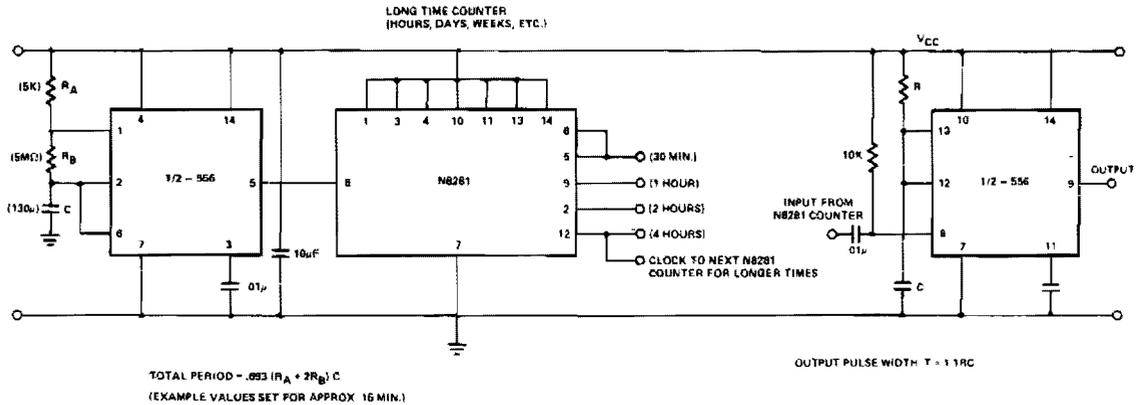 LONG TIME COUNTER
(HOURS, DAYS, WEEKS, ETC.)
VCC
(5K)
RA
R
4
14
1
3
4
10
11
13
14
10
14
1
6
13
(5MΩ)
RB
5
(30 MIN.)
10K
2
1/2 - 556
5
6
N8281
9
(1 HOUR)
12
1/2 - 556
9
OUTPUT
(130μ)
C
2
(2 HOURS)
INPUT FROM
N8281 COUNTER
6
12
(4 HOURS)
8
7
3
10μF
7
CLOCK TO NEXT N8281
COUNTER FOR LONGER TIMES
.01μ
7
11
.01μ
C
TOTAL PERIOD = .693 (RA + 2RB) C
(EXAMPLE VALUES SET FOR APPROX. 15 MIN.)
OUTPUT PULSE WIDTH T = 1.1RC